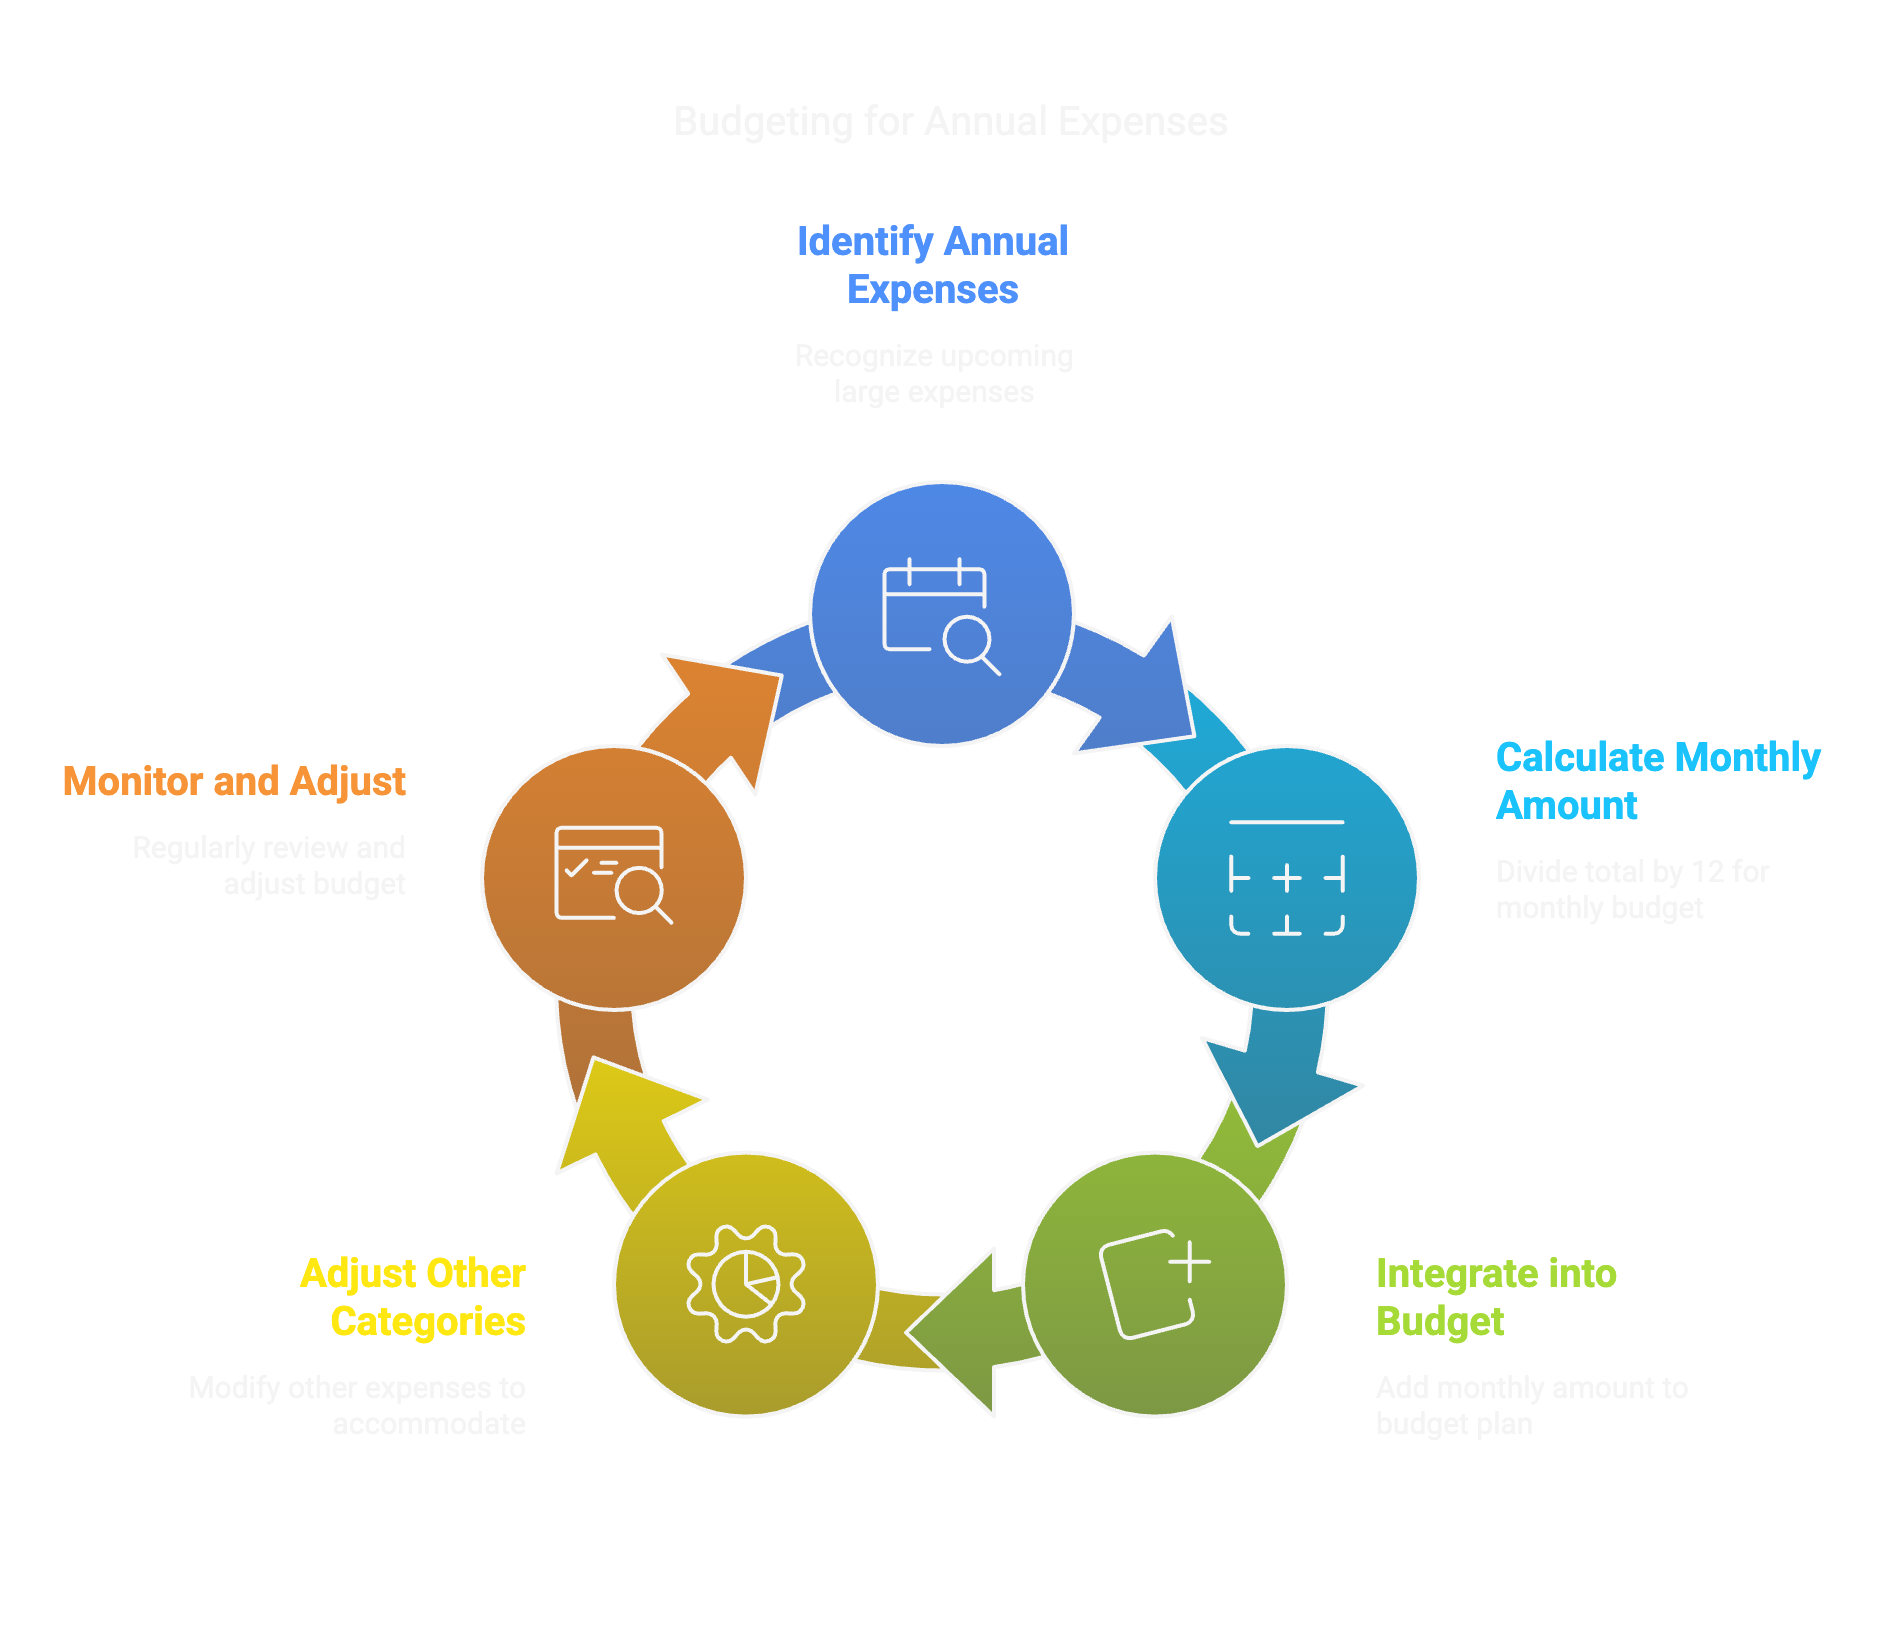 Budgeting for Annual Expenses
Identify Annual
Expenses
Recognize upcoming
large expenses
Calculate Monthly
Amount
Divide total by 12 for
monthly budget
Integrate into
Budget
Add monthly amount to
budget plan
Adjust Other
Categories
Modify other expenses to
accommodate
Monitor and Adjust
Regularly review and
adjust budget